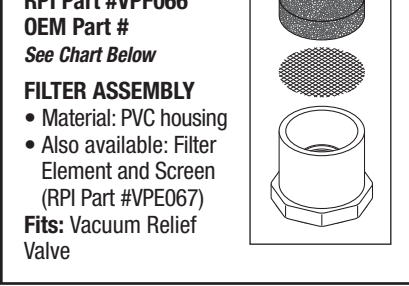 RPI Part #VPF066
OEM Part #
See Chart Below
FILTER ASSEMBLY
• Material: PVC housing
• Also available: Filter
Element and Screen
(RPI Part #VPE067)
Fits: Vacuum Relief
Valve